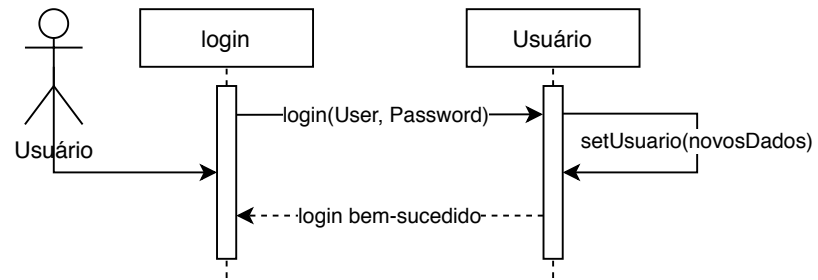 login
Usuário
login(User, Password)
setUsuario(novosDados)
Usuário
login bem-sucedido